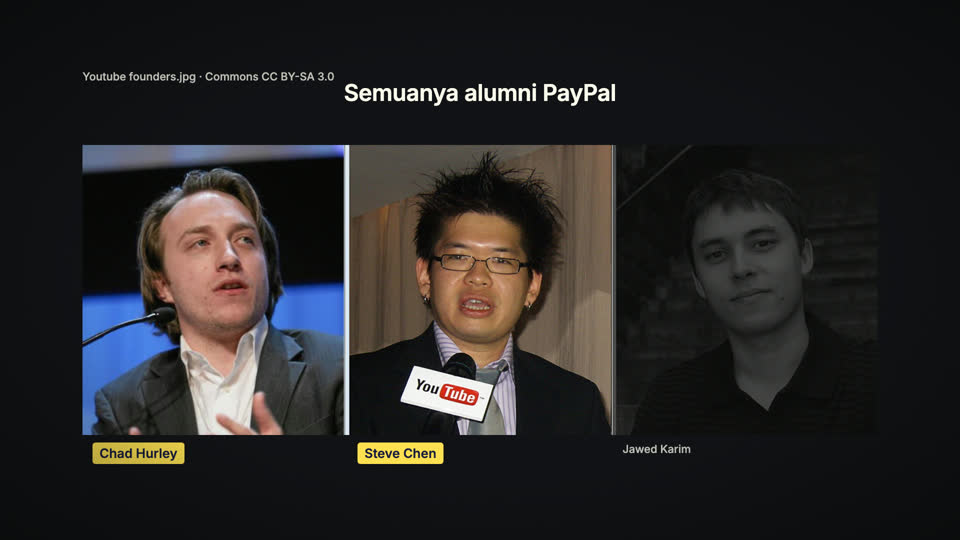 Youtube founders.jpg · Commons CC BY-SA 3.0
Semuanya alumni PayPal
YouTube
Chad Hurley
Steve Chen
Jawed Karim